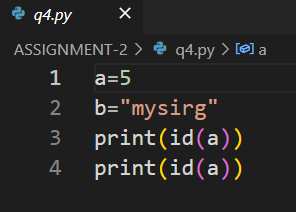 q4.py
ASSIGNMENT-2 > q4.py > a
1 a=5
2 b="mysirg"
3 print(id(a))
4 print(id(a))